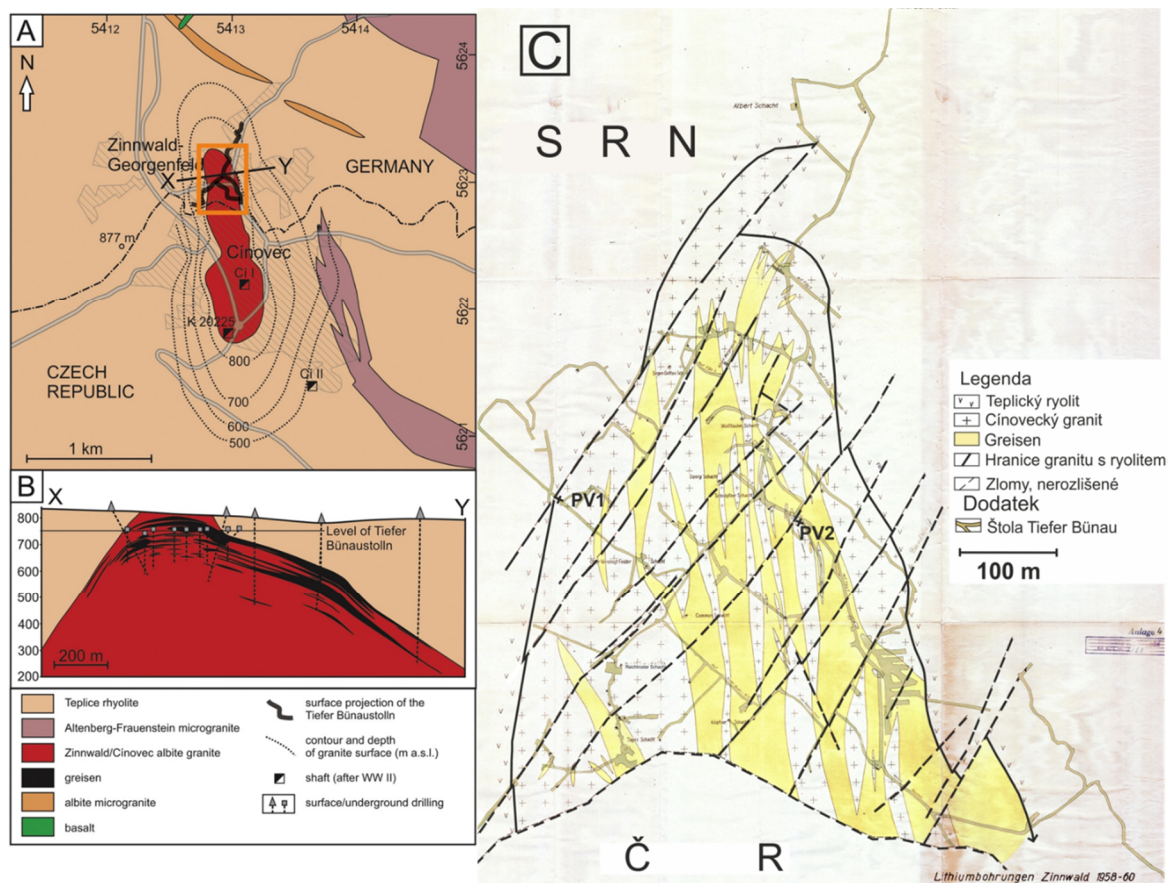 A
N
5412
5413
5414
5624
5623
5622
5621
Zinnwald-
Georgenfeld
X
Y
GERMANY
877 m
Cínovec
Ci I
K 20225
Ci II
800
700
600
500
CZECH
REPUBLIC
1 km
B
X
Y
800
700
600
500
400
300
200
Level of Tiefer
Bünaustolln
200 m
Teplice rhyolite
Altenberg-Frauenstein microgranite
Zinnwald/Cínovec albite granite
greisen
albite microgranite
basalt
surface projection of the
Tiefer Bünaustolln
contour and depth
of granite surface (m a.s.l.)
shaft (after WW II)
surface/underground drilling
C
S R N
Albert Schacht
PV1
PV2
Č R
Legenda
Teplický ryolit
Cínovecký granit
Greisen
Hranice granitu s ryolitem
Zlomy, nerozlišené
Dodatek
Štola Tiefer Bünau
100 m
Anlage 4
Lithiumbohrungen Zinnwald 1958-60